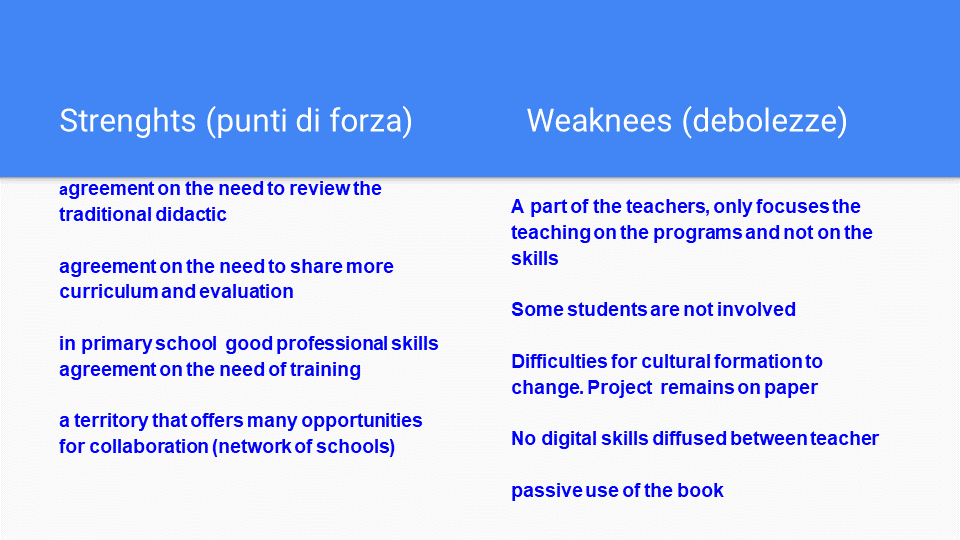 Strenghts (punti di forza)
Weaknees (debolezze)
agreement on the need to review the
traditional didactic
agreement on the need to share more
curriculum and evaluation
in primary school good professional skills
agreement on the need of training
a territory that offers many opportunities
for collaboration (network of schools)
A part of the teachers, only focuses the
teaching on the programs and not on the
skills
Some students are not involved
Difficulties for cultural formation to
change. Project remains on paper
No digital skills diffused between teacher
passive use of the book